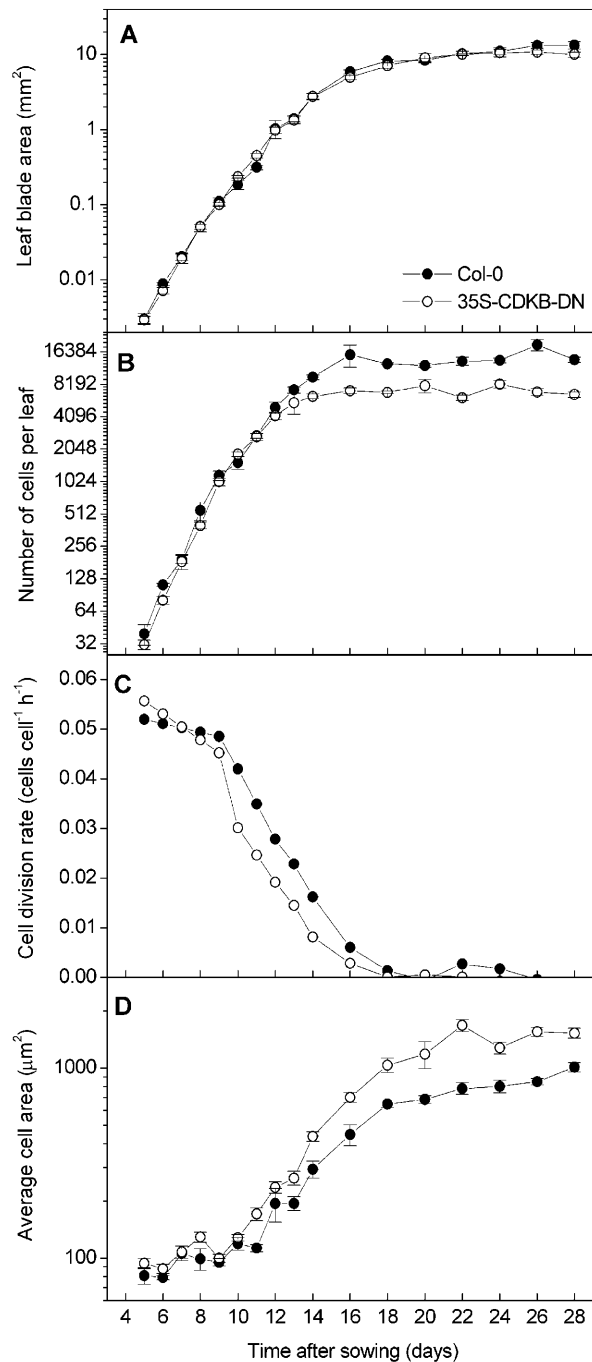 A
Leaf blade area (mm²)
10
1
0.1
0.01
Col-0
35S-CDKB-DN
B
Number of cells per leaf
16384
8192
4096
2048
1024
512
256
128
64
32
C
Cell division rate (cells cell⁻¹ h⁻¹)
0.06
0.05
0.04
0.03
0.02
0.01
0.00
D
Average cell area (μm²)
1000
100
4 6 8 10 12 14 16 18 20 22 24 26 28
Time after sowing (days)